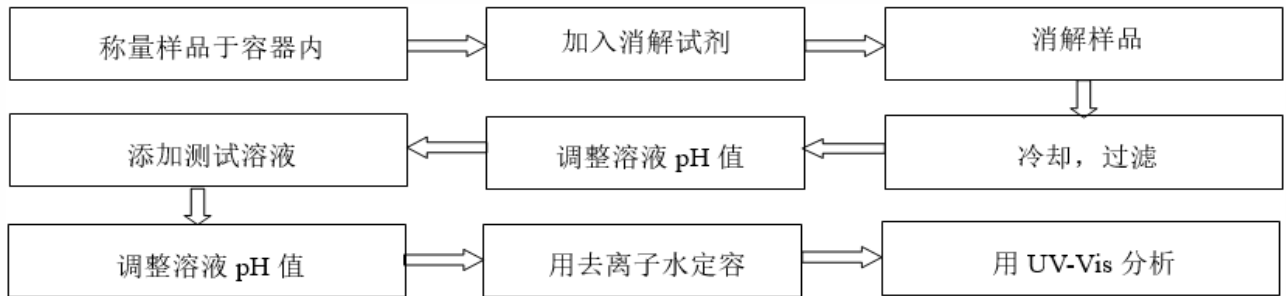 称量样品于容器内
加入消解试剂
消解样品
冷却，过滤
调整溶液 pH 值
添加测试溶液
调整溶液 pH 值
用去离子水定容
用 UV-Vis 分析